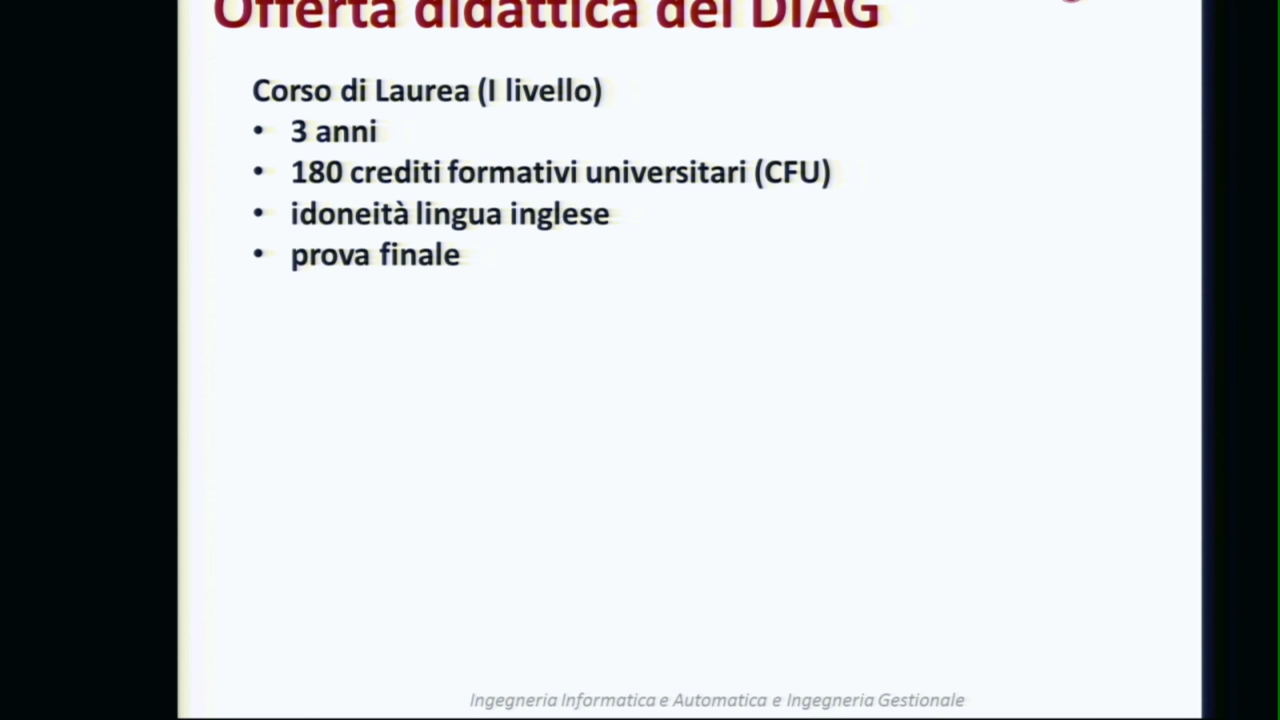 Offerta didattica del DIAG
Corso di Laurea (I livello)
• 3 anni
• 180 crediti formativi universitari (CFU)
• idoneità lingua inglese
• prova finale
Ingegneria Informatica e Automatica e Ingegneria Gestionale